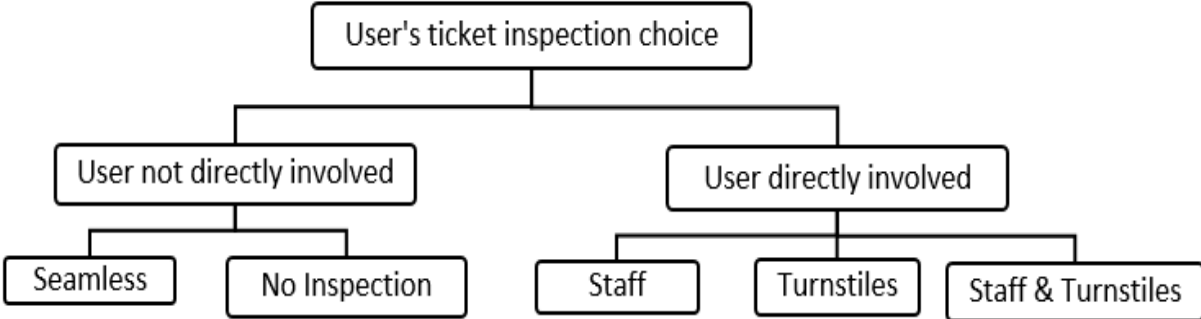 User's ticket inspection choice
User not directly involved
User directly involved
Seamless
No Inspection
Staff
Turnstiles
Staff & Turnstiles